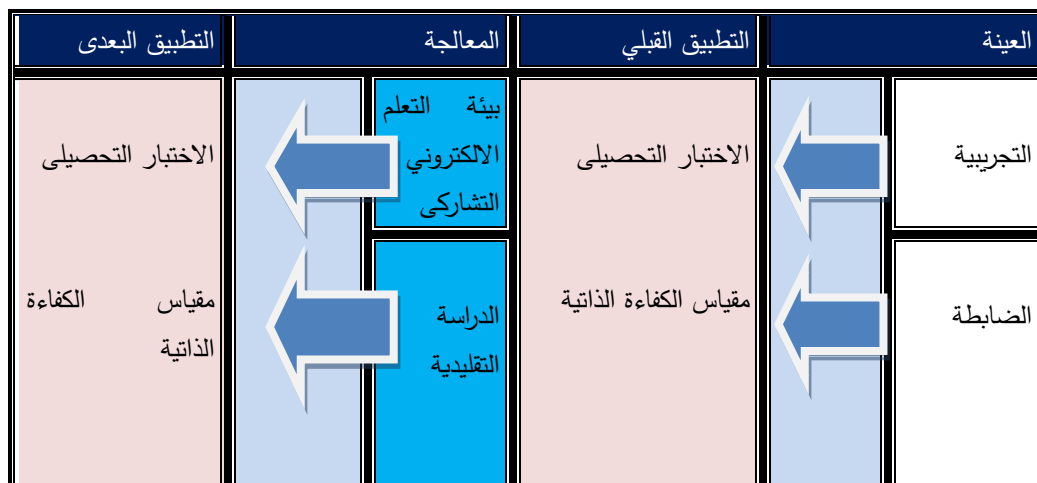 العينة
التطبيق القبلي
المعالجة
التطبيق البعدى
التجريبية
الاختبار التحصيلى
بيئة التعلم
الالكتروني
التشاركى
الاختبار التحصيلى
الضابطة
مقياس الكفاءة الذاتية
الدراسة
التقليدية
مقياس الكفاءة
الذاتية